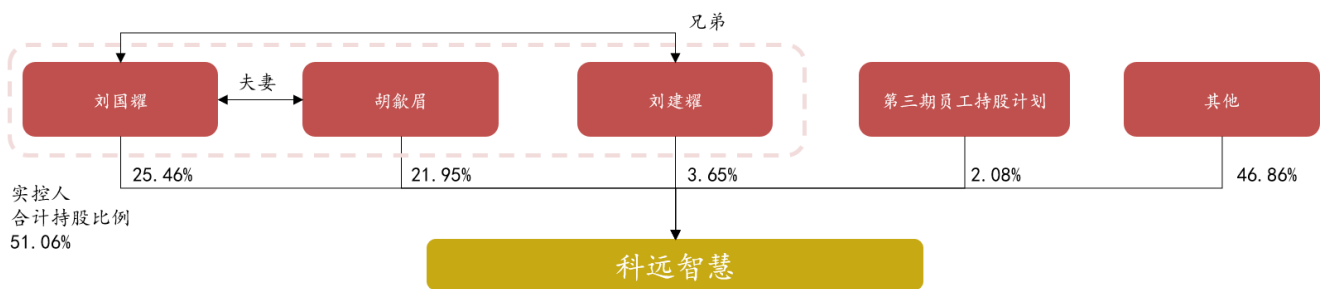 兄弟
夫妻
刘国耀
胡歙眉
刘建耀
第三期员工持股计划
其他
25.46%
21.95%
3.65%
2.08%
46.86%
实控人
合计持股比例
51.06%
科远智慧